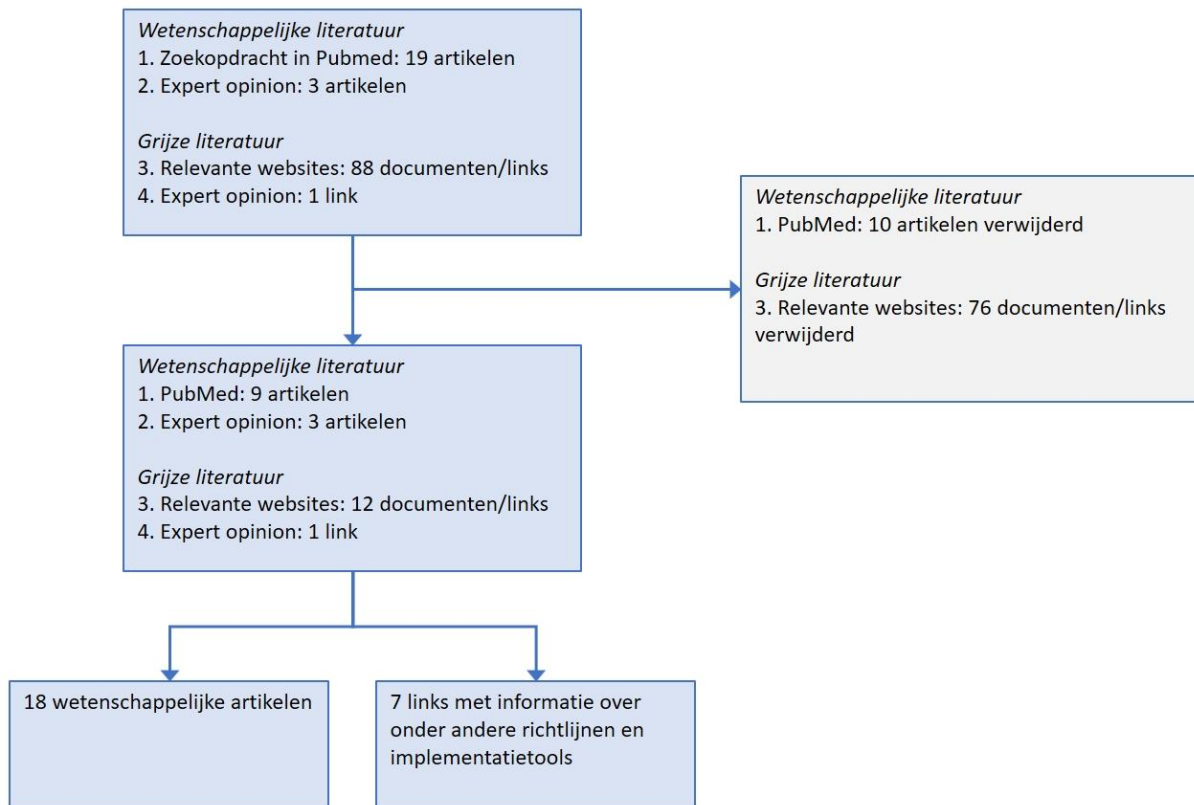 Wetenschappelijke literatuur
1. Zoekopdracht in Pubmed: 19 artikelen
2. Expert opinion: 3 artikelen
Grijze literatuur
3. Relevante websites: 88 documenten/links
4. Expert opinion: 1 link
Wetenschappelijke literatuur
1. PubMed: 10 artikelen verwijderd
Grijze literatuur
3. Relevante websites: 76 documenten/links
verwijderd
Wetenschappelijke literatuur
1. PubMed: 9 artikelen
2. Expert opinion: 3 artikelen
Grijze literatuur
3. Relevante websites: 12 documenten/links
4. Expert opinion: 1 link
18 wetenschappelijke artikelen
7 links met informatie over
onder andere richtlijnen en
implementatietools